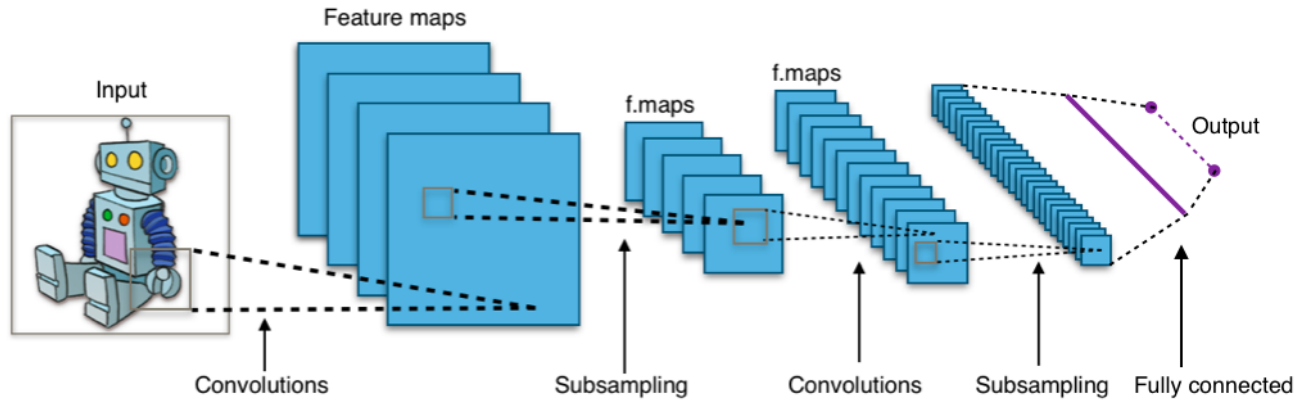 Feature maps
f.maps
Input
f.maps
Output
Convolutions
Subsampling
Convolutions
Subsampling
Fully connected